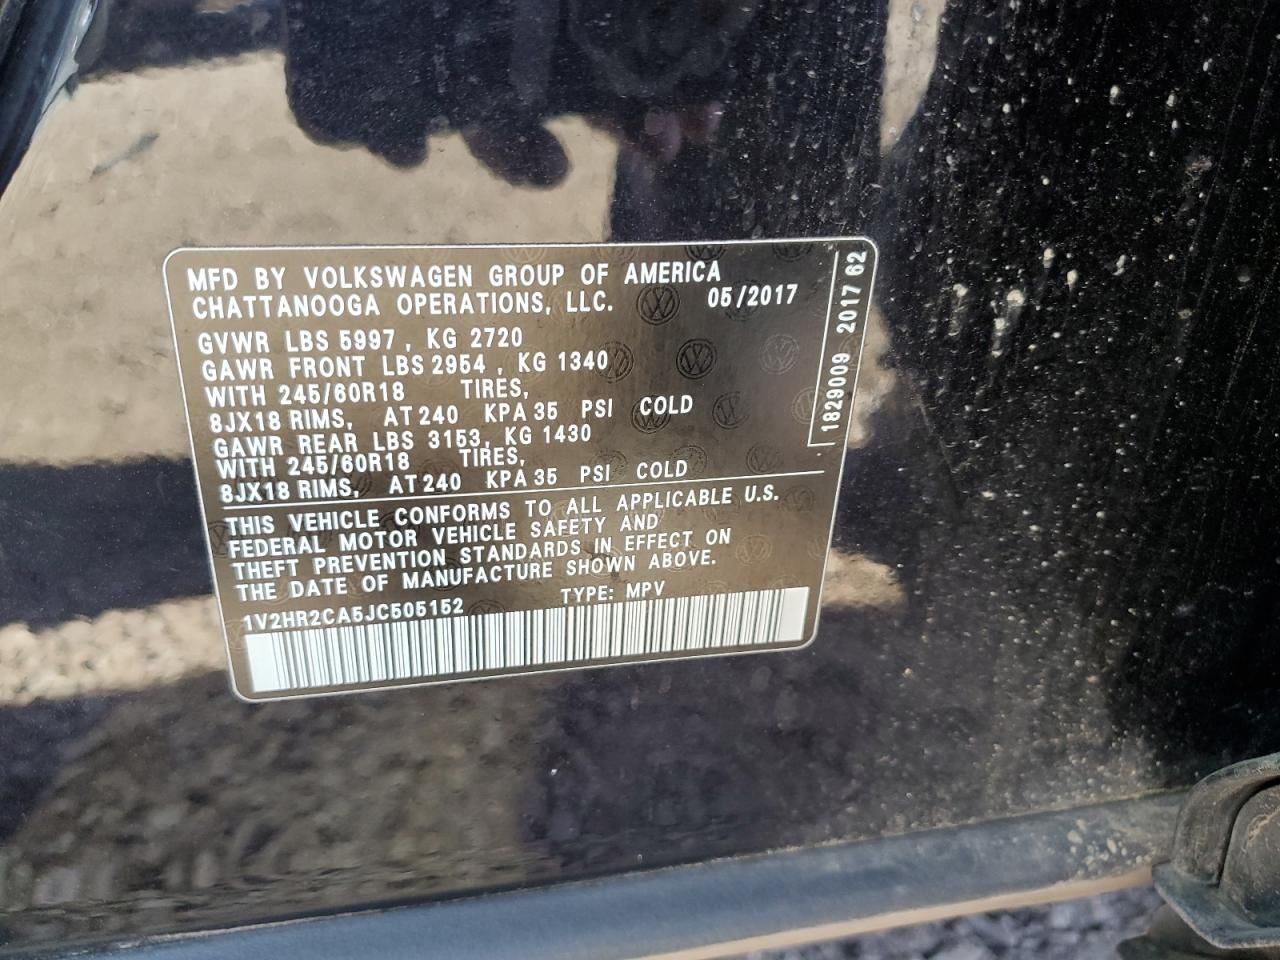 MFD BY VOLKSWAGEN GROUP OF AMERICA
CHATTANOOGA OPERATIONS, LLC. 05/2017
GVWR LBS 5997 , KG 2720
GAWR FRONT LBS 2954 , KG 1340
WITH 245/60R18 TIRES,
8JX18 RIMS, AT 240 KPA 35 PSI COLD
GAWR REAR LBS 3153, KG 1430
WITH 245/60R18 TIRES,
8JX18 RIMS, AT 240 KPA 35 PSI COLD
THIS VEHICLE CONFORMS TO ALL APPLICABLE U.S.
FEDERAL MOTOR VEHICLE SAFETY AND
THEFT PREVENTION STANDARDS IN EFFECT ON
THE DATE OF MANUFACTURE SHOWN ABOVE.
1V2HR2CA5JC505152 TYPE: MPV
1829009 2017 62